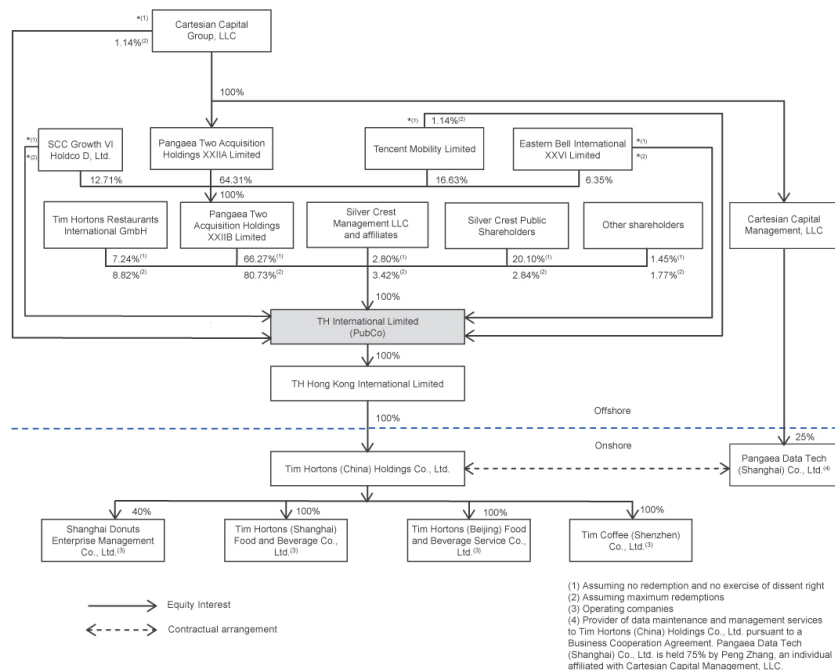 *(1)
Cartesian Capital
Group, LLC
1.14%(2)
100%
*(1)
1.14%(2)
*(1)
SCC Growth VI
Holdco D, Ltd.
*(2)
Pangaea Two Acquisition
Holdings XXIIA Limited
Tencent Mobility Limited
Eastern Bell International
XXVI Limited
*(1)
*(2)
12.71%
64.31%
16.63%
6.35%
100%
Tim Hortons Restaurants
International GmbH
Pangaea Two
Acquisition Holdings
XXIIB Limited
Silver Crest
Management LLC
and affiliates
Silver Crest Public
Shareholders
Other shareholders
Cartesian Capital
Management, LLC
7.24%(1)
66.27%(1)
2.80%(1)
20.10%(1)
1.45%(1)
8.82%(2)
80.73%(2)
3.42%(2)
2.84%(2)
1.77%(2)
100%
TH International Limited
(PubCo)
100%
TH Hong Kong International Limited
100%
Offshore
Onshore
25%
Tim Hortons (China) Holdings Co., Ltd.
Pangaea Data Tech
(Shanghai) Co., Ltd.(4)
40%
100%
100%
100%
Shanghai Donuts
Enterprise Management
Co., Ltd.(3)
Tim Hortons (Shanghai)
Food and Beverage Co.,
Ltd.(3)
Tim Hortons (Beijing) Food
and Beverage Service Co.,
Ltd.(3)
Tim Coffee (Shenzhen)
Co., Ltd.(3)
Equity Interest
Contractual arrangement
(1) Assuming no redemption and no exercise of dissent right
(2) Assuming maximum redemptions
(3) Operating companies
(4) Provider of data maintenance and management services
to Tim Hortons (China) Holdings Co., Ltd. pursuant to a
Business Cooperation Agreement. Pangaea Data Tech
(Shanghai) Co., Ltd. is held 75% by Peng Zhang, an individual
affiliated with Cartesian Capital Management, LLC.